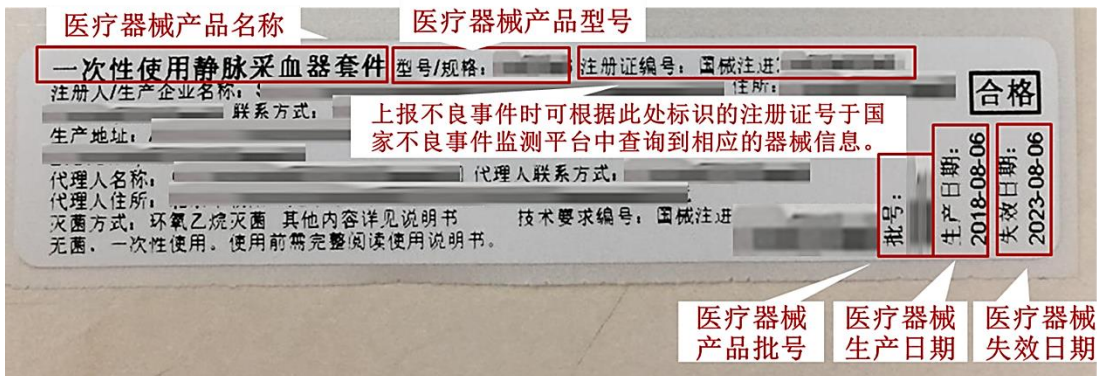 医疗器械产品名称
医疗器械产品型号
一次性使用静脉采血器套件 型号/规格： 注册证编号：国械注进
注册人/生产企业名称： 住所：
联系方式：
合格
上报不良事件时可根据此处标识的注册证号于国
家不良事件监测平台中查询到相应的器械信息。
生产地址：
代理人名称： 代理人联系方式：
代理人住所：
灭菌方式：环氧乙烷灭菌 其他内容详见说明书 技术要求编号：国械注进
无菌、一次性使用。使用前需完整阅读使用说明书。
批号：
生产日期：
2018-08-06
失效日期：
2023-08-06
医疗器械
产品批号
医疗器械
生产日期
医疗器械
失效日期